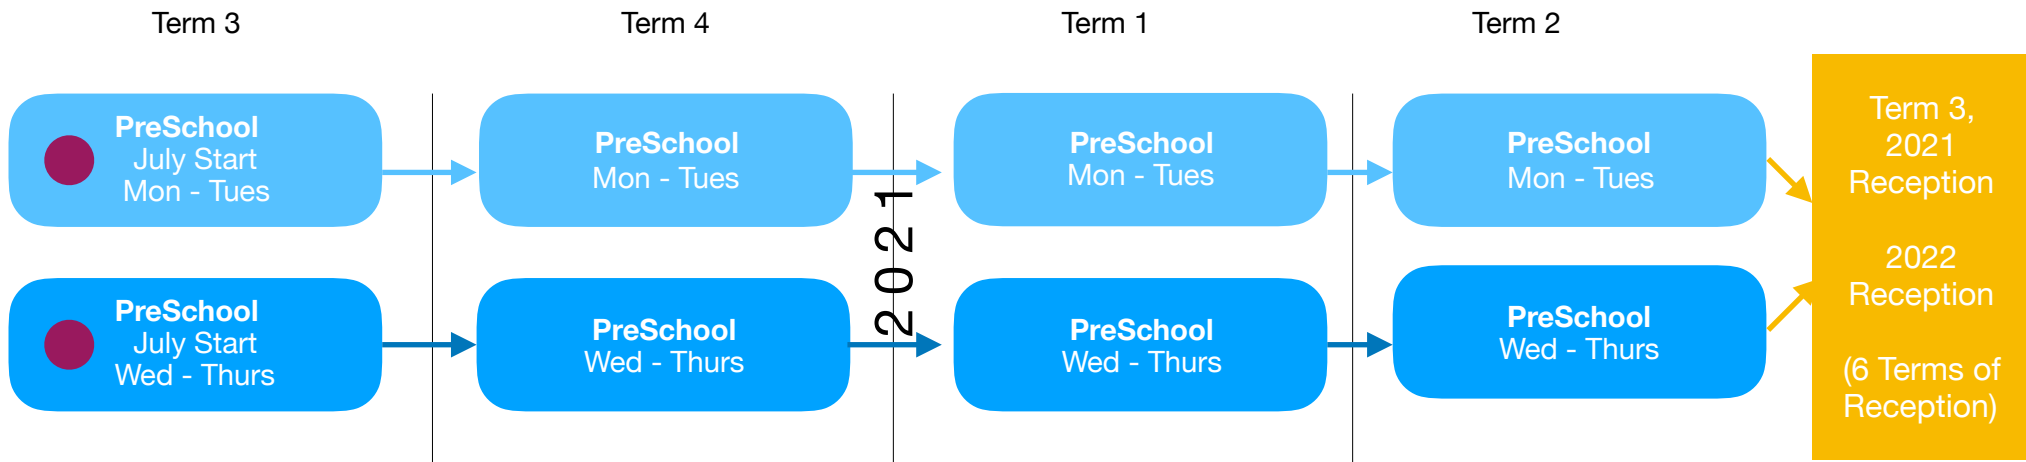 Term 3
Term 4
Term 1
Term 2
PreSchool
July Start
Mon - Tues
PreSchool
Mon - Tues
PreSchool
Mon - Tues
PreSchool
Mon - Tues
PreSchool
July Start
Wed - Thurs
PreSchool
Wed - Thurs
2021
PreSchool
Wed - Thurs
PreSchool
Wed - Thurs
Term 3,
2021
Reception
2022
Reception
(6 Terms of
Reception)